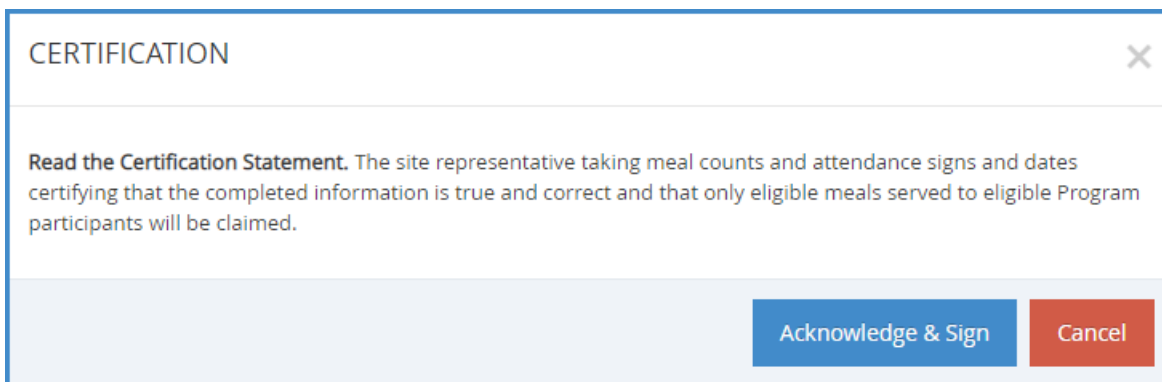 CERTIFICATION
Read the Certification Statement. The site representative taking meal counts and attendance signs and dates
certifying that the completed information is true and correct and that only eligible meals served to eligible Program
participants will be claimed.
Acknowledge & Sign
Cancel